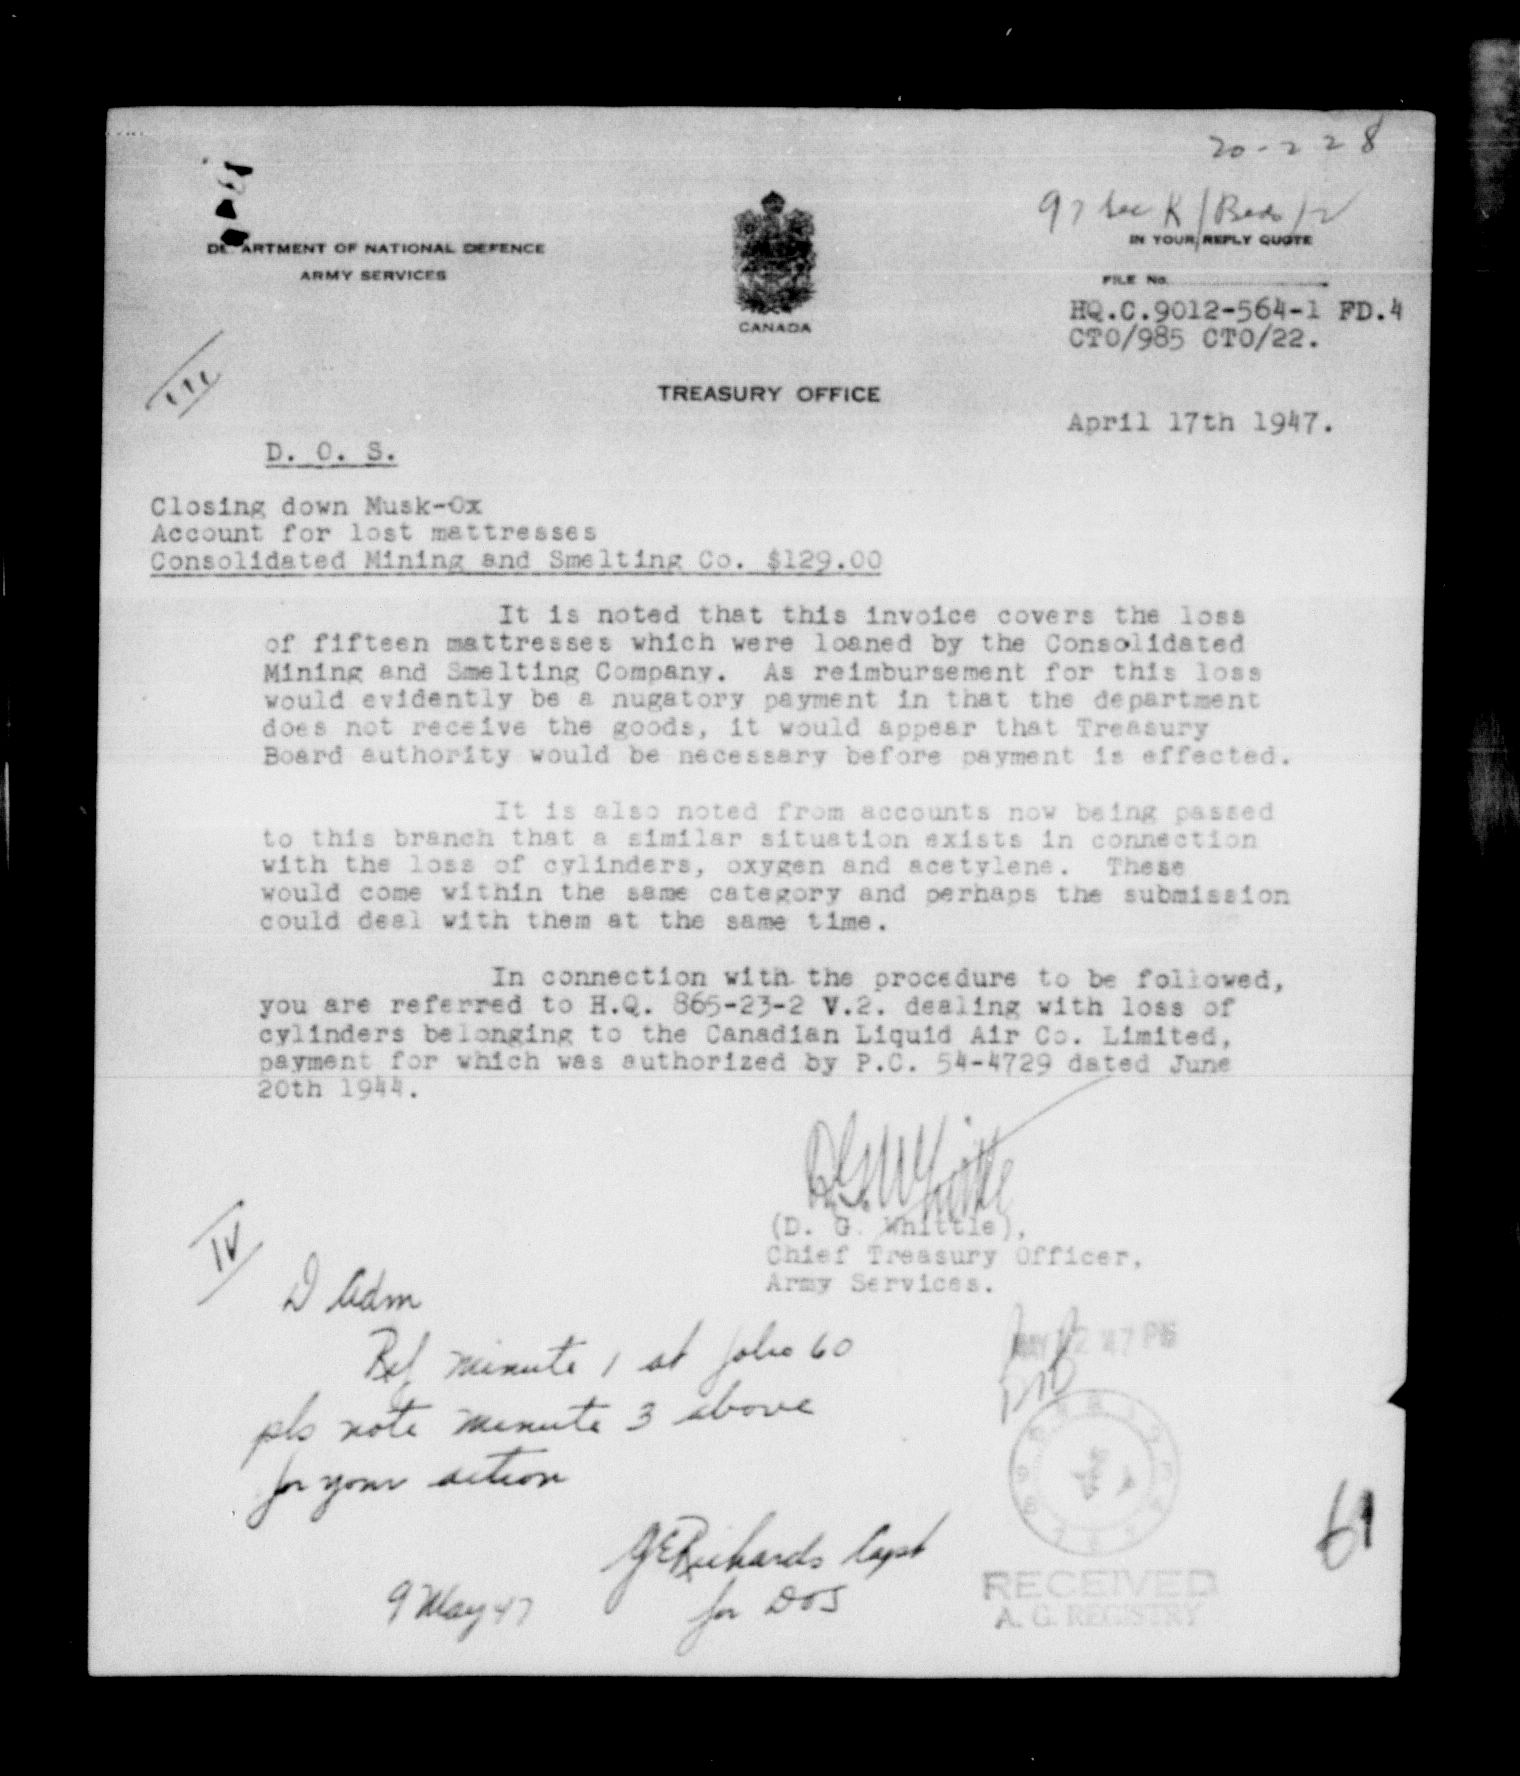 20-228
DEPARTMENT OF NATIONAL DEFENCE
ARMY SERVICES
CANADA
IN YOUR REPLY QUOTE
FILE No.
HQ.C.9012-564-1 FD.4
CTO/985 CTO/22.
III
TREASURY OFFICE
April 17th 1947.
D. O. S.
Closing down Musk-Ox
Account for lost mattresses
Consolidated Mining and Smelting Co. $129.00
It is noted that this invoice covers the loss
of fifteen mattresses which were loaned by the Consolidated
Mining and Smelting Company. As reimbursement for this loss
would evidently be a nugatory payment in that the department
does not receive the goods, it would appear that Treasury
Board authority would be necessary before payment is effected.
It is also noted from accounts now being passed
to this branch that a similar situation exists in connection
with the loss of cylinders, oxygen and acetylene. These
would come within the same category and perhaps the submission
could deal with them at the same time.
In connection with the procedure to be followed,
you are referred to H.Q. 865-23-2 V.2. dealing with loss of
cylinders belonging to the Canadian Liquid Air Co. Limited,
payment for which was authorized by P.C. 54-4729 dated June
20th 1944.
D.G. Whittle
(D. G. Whittle),
Chief Treasury Officer,
Army Services.
IV
D Adm
Ref minute 1 at folio 60
pls note minute 3 above
for your action
GERichards Capt
for DOS
9 May 47
MAY 12 47 PM
RECEIVED
A. G. REGISTRY
61